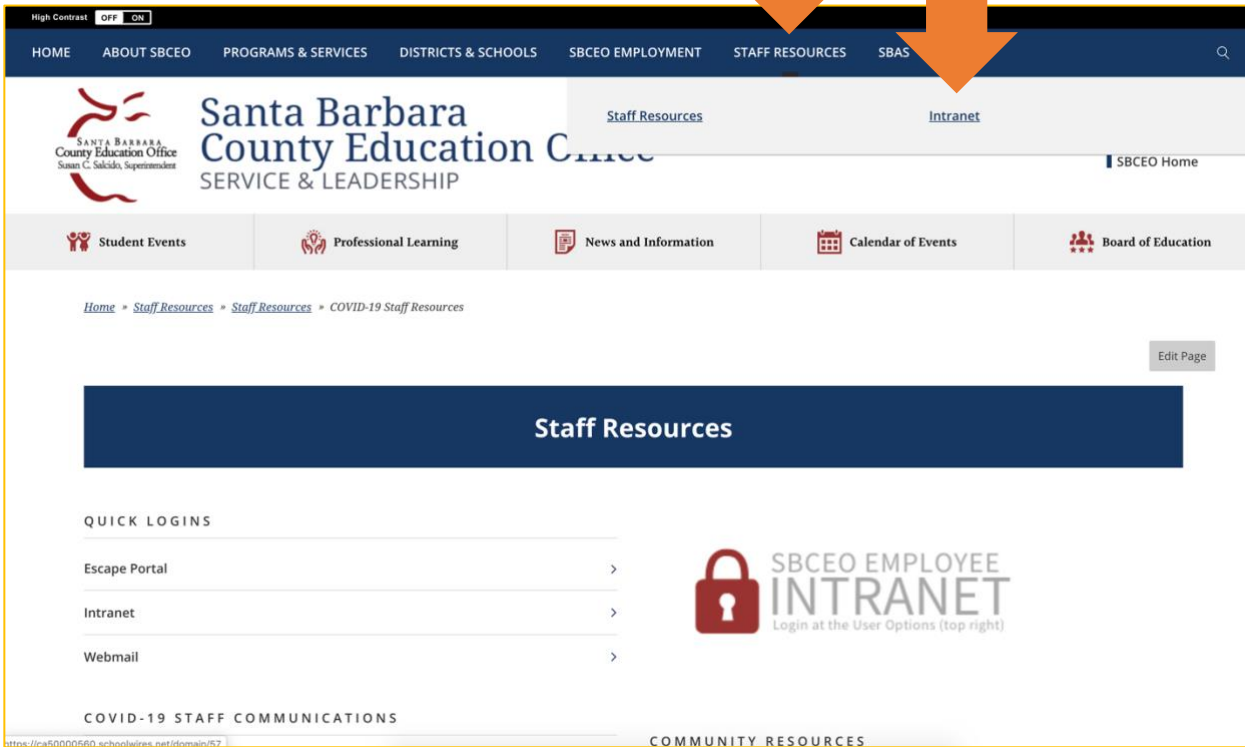 High Contrast OFF ON
HOME ABOUT SBCEO PROGRAMS & SERVICES DISTRICTS & SCHOOLS SBCEO EMPLOYMENT STAFF RESOURCES SBAS
Staff Resources Intranet
Santa Barbara
County Education
SERVICE & LEADERSHIP
SANTA BARBARA
County Education Office
Susan C. Salcido, Superintendent
SBCEO Home
Student Events Professional Learning News and Information Calendar of Events Board of Education
Home » Staff Resources » Staff Resources » COVID-19 Staff Resources
Edit Page
Staff Resources
QUICK LOGINS
Escape Portal
Intranet
Webmail
SBCEO EMPLOYEE
INTRANET
Login at the User Options (top right)
COVID-19 STAFF COMMUNICATIONS
COMMUNITY RESOURCES
https://ca50000560.schoolwires.net/domain/57